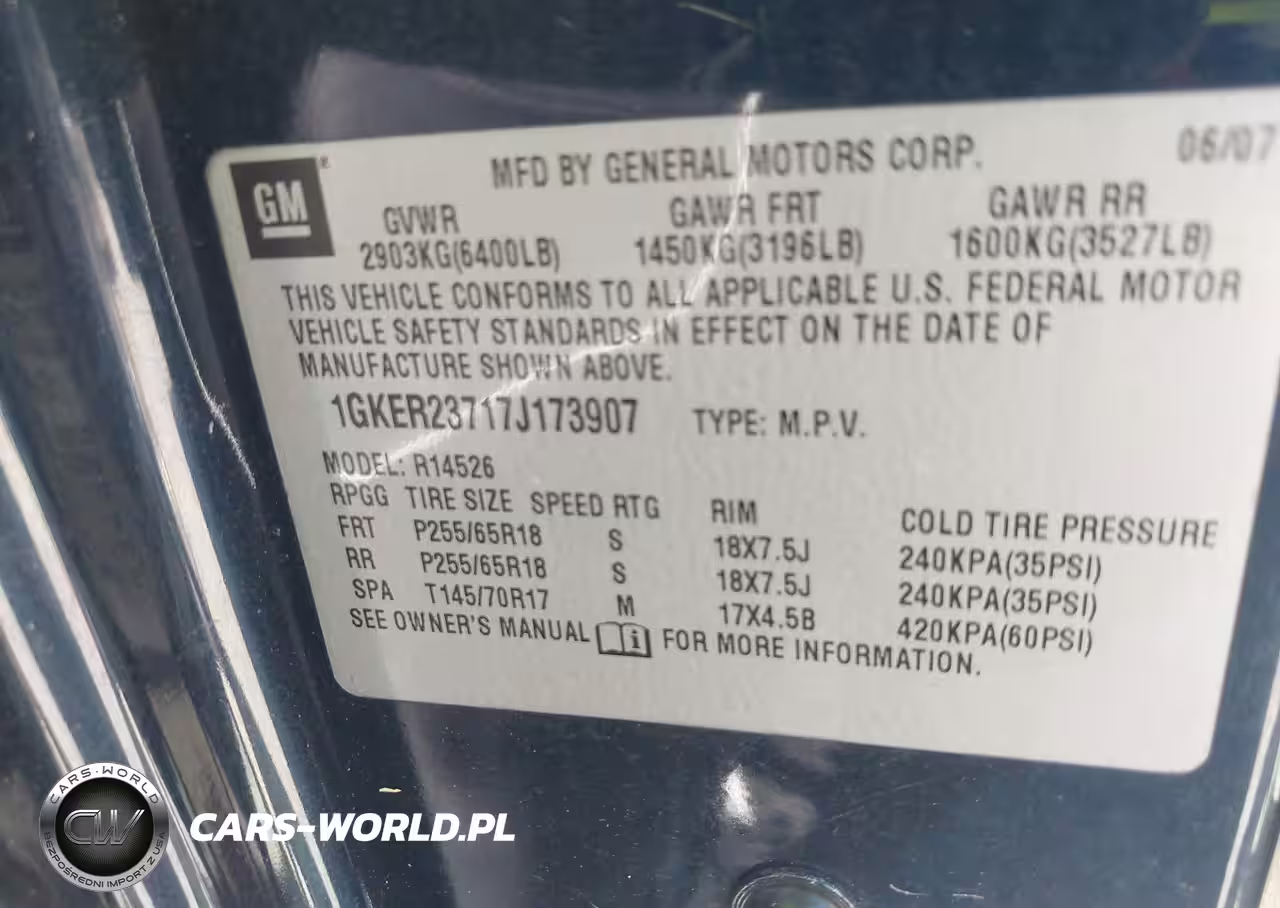 GM
MFD BY GENERAL MOTORS CORP. 06/07
GVWR GAWR FRT GAWR RR
2903KG(6400LB) 1450KG(3196LB) 1600KG(3527LB)
THIS VEHICLE CONFORMS TO ALL APPLICABLE U.S. FEDERAL MOTOR
VEHICLE SAFETY STANDARDS IN EFFECT ON THE DATE OF
MANUFACTURE SHOWN ABOVE.
1GKER23717J173907 TYPE: M.P.V.
MODEL: R14526
RPGG TIRE SIZE SPEED RTG RIM COLD TIRE PRESSURE
FRT P255/65R18 S 18X7.5J 240KPA(35PSI)
RR P255/65R18 S 18X7.5J 240KPA(35PSI)
SPA T145/70R17 M 17X4.5B 420KPA(60PSI)
SEE OWNER'S MANUAL i FOR MORE INFORMATION.
CARS-WORLD
CW
BEZPOŚREDNI IMPORT Z USA
CARS-WORLD.PL